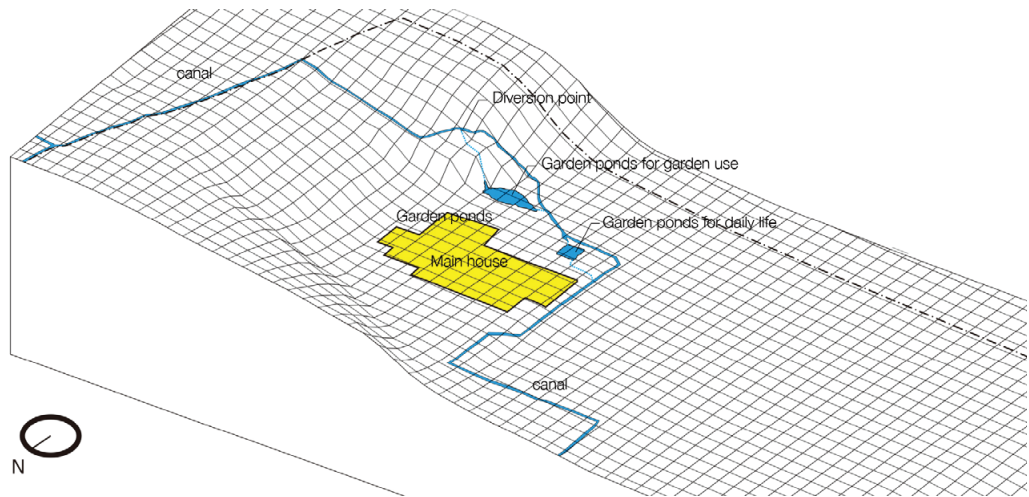 canal
Diversion point
Garden ponds for garden use
Garden ponds
Garden ponds for daily life
Main house
canal
N